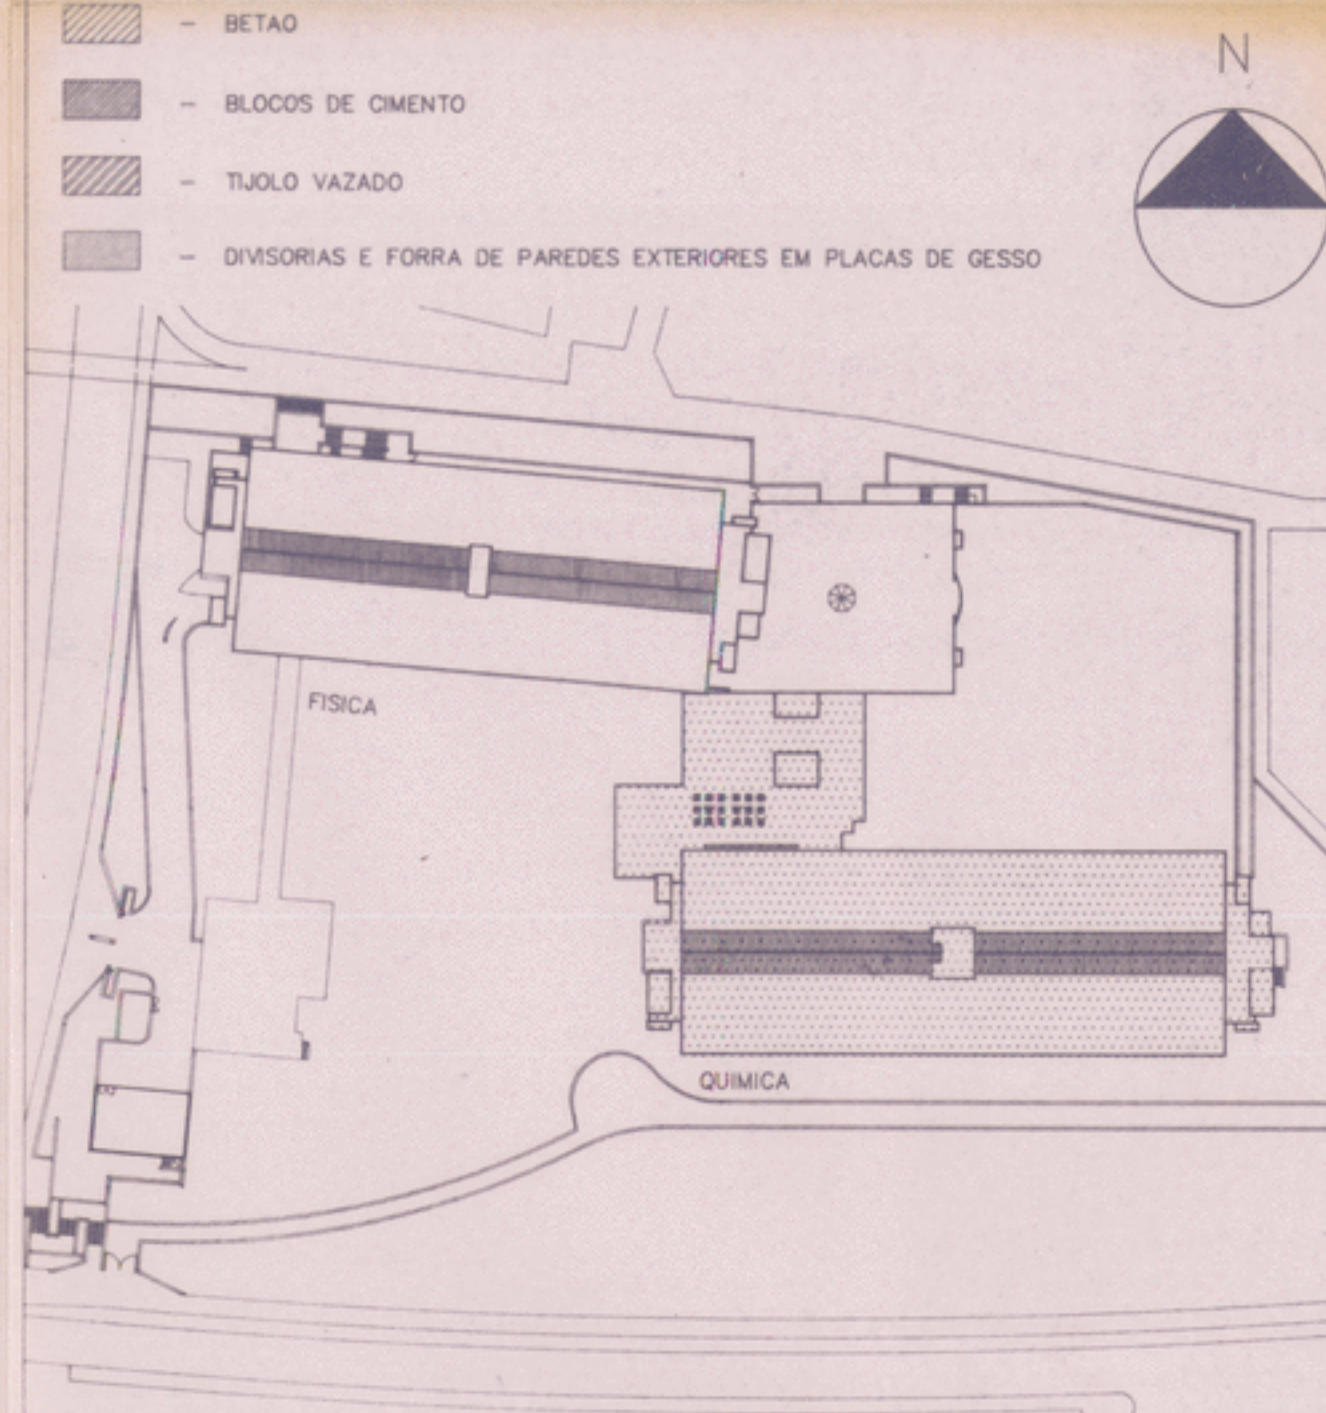 - BETAO
N
- BLOCOS DE CIMENTO
- TIJOLO VAZADO
- DIVISORIAS E FORRA DE PAREDES EXTERIORES EM PLACAS DE GESSO
FISICA
QUIMICA